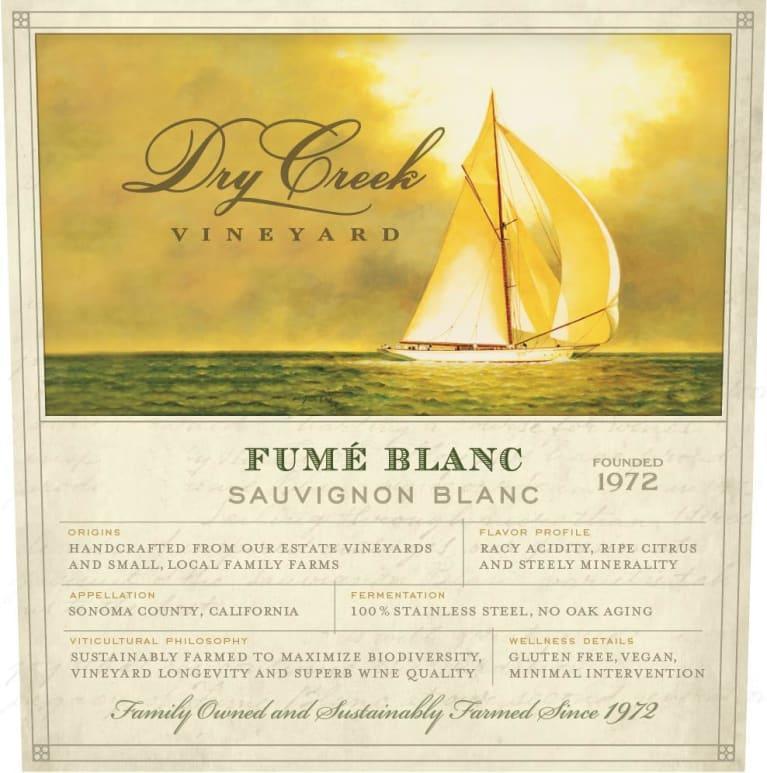 Dry Creek
VINEYARD
FUMÉ BLANC
SAUVIGNON BLANC
FOUNDED
1972
ORIGINS
HANDCRAFTED FROM OUR ESTATE VINEYARDS
AND SMALL, LOCAL FAMILY FARMS
FLAVOR PROFILE
RACY ACIDITY, RIPE CITRUS
AND STEELY MINERALITY
APPELLATION
SONOMA COUNTY, CALIFORNIA
FERMENTATION
100% STAINLESS STEEL, NO OAK AGING
VITICULTURAL PHILOSOPHY
SUSTAINABLY FARMED TO MAXIMIZE BIODIVERSITY,
VINEYARD LONGEVITY AND SUPERB WINE QUALITY
WELLNESS DETAILS
GLUTEN FREE, VEGAN,
MINIMAL INTERVENTION
Family Owned and Sustainably Farmed Since 1972